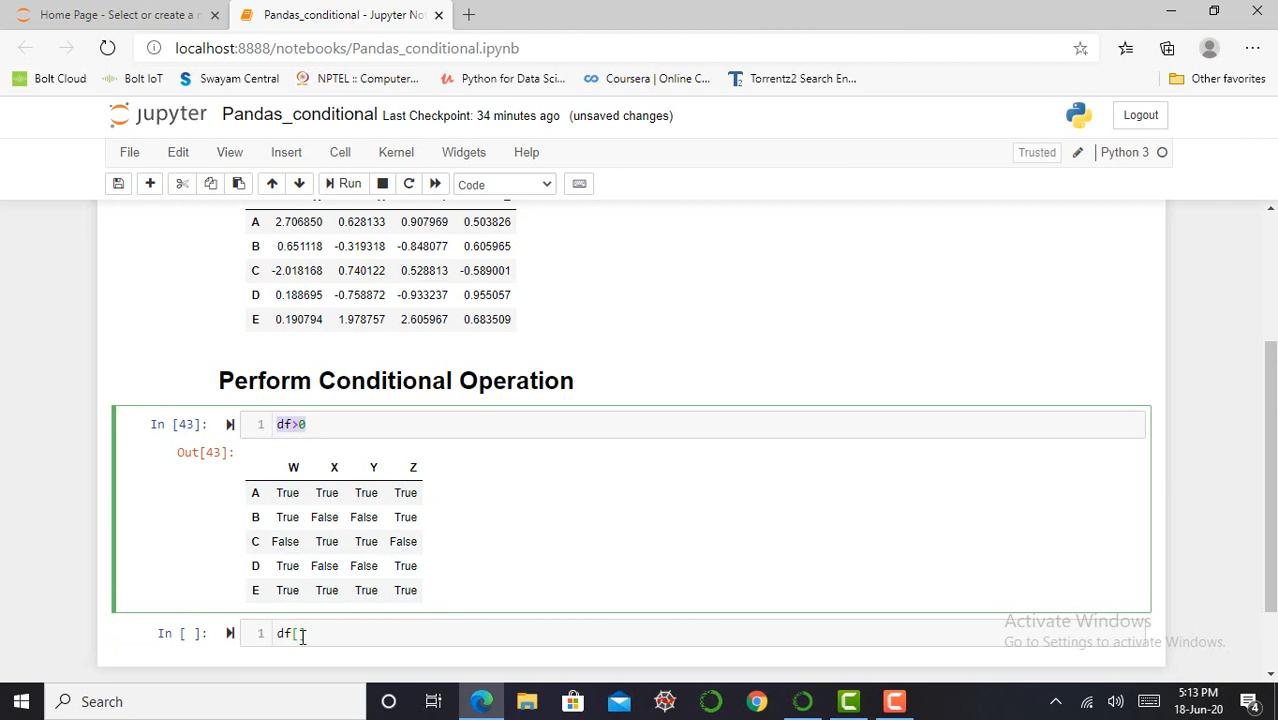 Home Page - Select or create a n
Pandas_conditional - Jupyter Not
localhost:8888/notebooks/Pandas_conditional.ipynb
Bolt Cloud
Bolt IoT
Swayam Central
NPTEL :: Computer...
Python for Data Sci...
Coursera | Online C...
Torrentz2 Search En...
Other favorites
jupyter Pandas_conditional Last Checkpoint: 34 minutes ago (unsaved changes)
Logout
File Edit View Insert Cell Kernel Widgets Help
Trusted
Python 3
Run
Code
A 2.706850 0.628133 0.907969 0.503826
B 0.651118 -0.319318 -0.848077 0.605965
C -2.018168 0.740122 0.528813 -0.589001
D 0.188695 -0.758872 -0.933237 0.955057
E 0.190794 1.978757 2.605967 0.683509
Perform Conditional Operation
In [43]: 1 df>0
Out[43]:
W X Y Z
A True True True True
B True False False True
C False True True False
D True False False True
E True True True True
In [ ]: 1 df[]
Activate Windows
Go to Settings to activate Windows.
Search
5:13 PM
18-Jun-20
4